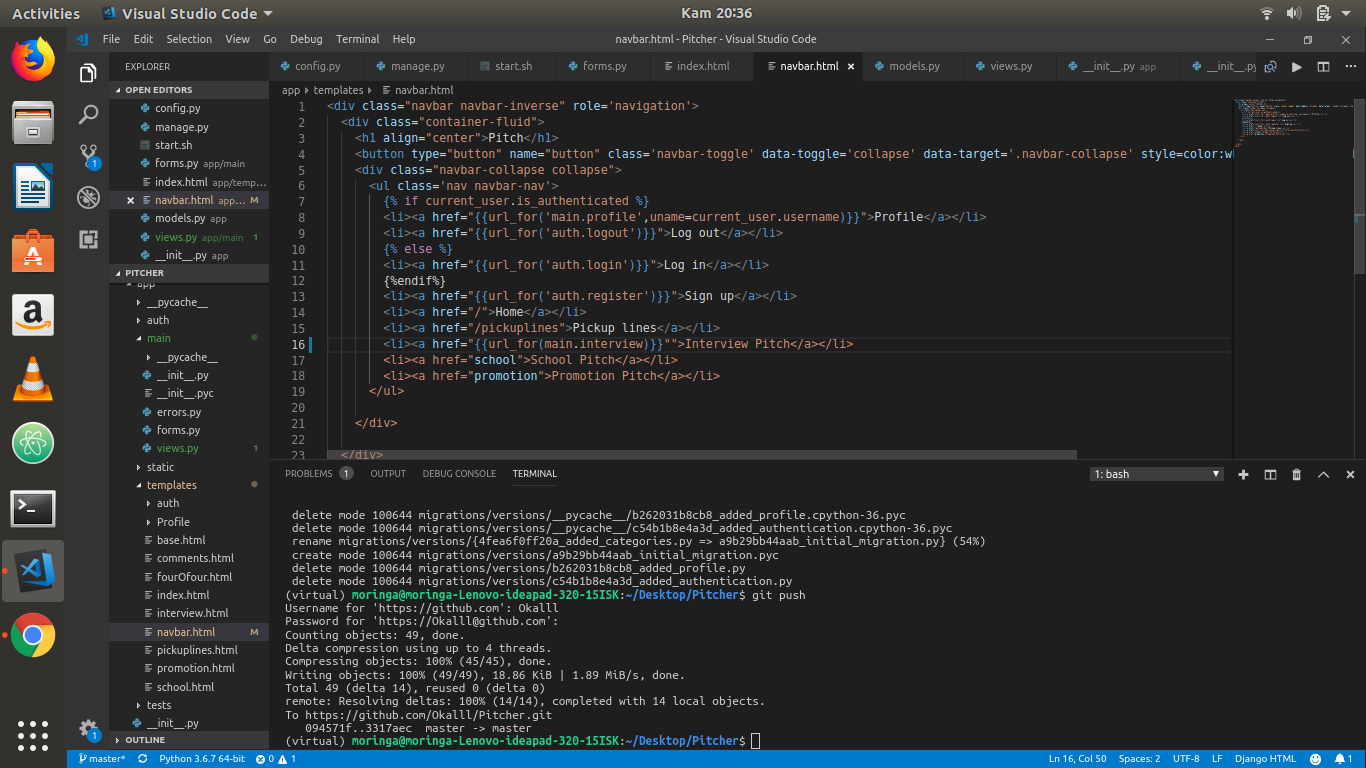 Activities
Visual Studio Code
Kam 20:36
File Edit Selection View Go Debug Terminal Help
navbar.html - Pitcher - Visual Studio Code
EXPLORER
config.py manage.py start.sh forms.py index.html navbar.html × models.py views.py __init__.py app __init__.py
OPEN EDITORS
config.py
manage.py
start.sh
forms.py app/main
index.html app/temp...
navbar.html app... M
models.py app
views.py app/main 1
__init__.py app
PITCHER
app
__pycache__
auth
main
__pycache__
__init__.py
__init__.pyc
errors.py
forms.py
views.py 1
static
templates
auth
Profile
base.html
comments.html
fourOfour.html
index.html
interview.html
navbar.html M
pickuplines.html
promotion.html
school.html
tests
__init__.py
OUTLINE
app templates navbar.html
1 <div class="navbar navbar-inverse" role='navigation'>
2 <div class="container-fluid">
3 <h1 align="center">Pitch</h1>
4 <button type="button" name="button" class='navbar-toggle' data-toggle='collapse' data-target='.navbar-collapse' style=color:wh
5 <div class="navbar-collapse collapse">
6 <ul class='nav navbar-nav'>
7 {% if current_user.is_authenticated %}
8 <li><a href="{{url_for('main.profile',uname=current_user.username)}}">Profile</a></li>
9 <li><a href="{{url_for('auth.logout')}}">Log out</a></li>
10 {% else %}
11 <li><a href="{{url_for('auth.login')}}">Log in</a></li>
12 {%endif%}
13 <li><a href="{{url_for('auth.register')}}">Sign up</a></li>
14 <li><a href="/">Home</a></li>
15 <li><a href="/pickuplines">Pickup lines</a></li>
16 <li><a href="{{url_for(main.interview)}}"">Interview Pitch</a></li>
17 <li><a href="school">School Pitch</a></li>
18 <li><a href="promotion">Promotion Pitch</a></li>
19 </ul>
20
21 </div>
22
23 </div>
PROBLEMS 1 OUTPUT DEBUG CONSOLE TERMINAL
1: bash
delete mode 100644 migrations/versions/__pycache__/b262031b8cb8_added_profile.cpython-36.pyc
delete mode 100644 migrations/versions/__pycache__/c54b1b8e4a3d_added_authentication.cpython-36.pyc
rename migrations/versions/{4fea6f0ff20a_added_categories.py => a9b29bb44aab_initial_migration.py} (54%)
create mode 100644 migrations/versions/a9b29bb44aab_initial_migration.pyc
delete mode 100644 migrations/versions/b262031b8cb8_added_profile.py
delete mode 100644 migrations/versions/c54b1b8e4a3d_added_authentication.py
(virtual) moringa@moringa-Lenovo-ideapad-320-15ISK:~/Desktop/Pitcher$ git push
Username for 'https://github.com': Okalll
Password for 'https://Okalll@github.com':
Counting objects: 49, done.
Delta compression using up to 4 threads.
Compressing objects: 100% (45/45), done.
Writing objects: 100% (49/49), 18.86 KiB | 1.89 MiB/s, done.
Total 49 (delta 14), reused 0 (delta 0)
remote: Resolving deltas: 100% (14/14), completed with 14 local objects.
To https://github.com/Okalll/Pitcher.git
094571f..3317aec master -> master
(virtual) moringa@moringa-Lenovo-ideapad-320-15ISK:~/Desktop/Pitcher$
master* Python 3.6.7 64-bit 0 1 Ln 16, Col 50 Spaces: 2 UTF-8 LF Django HTML 1